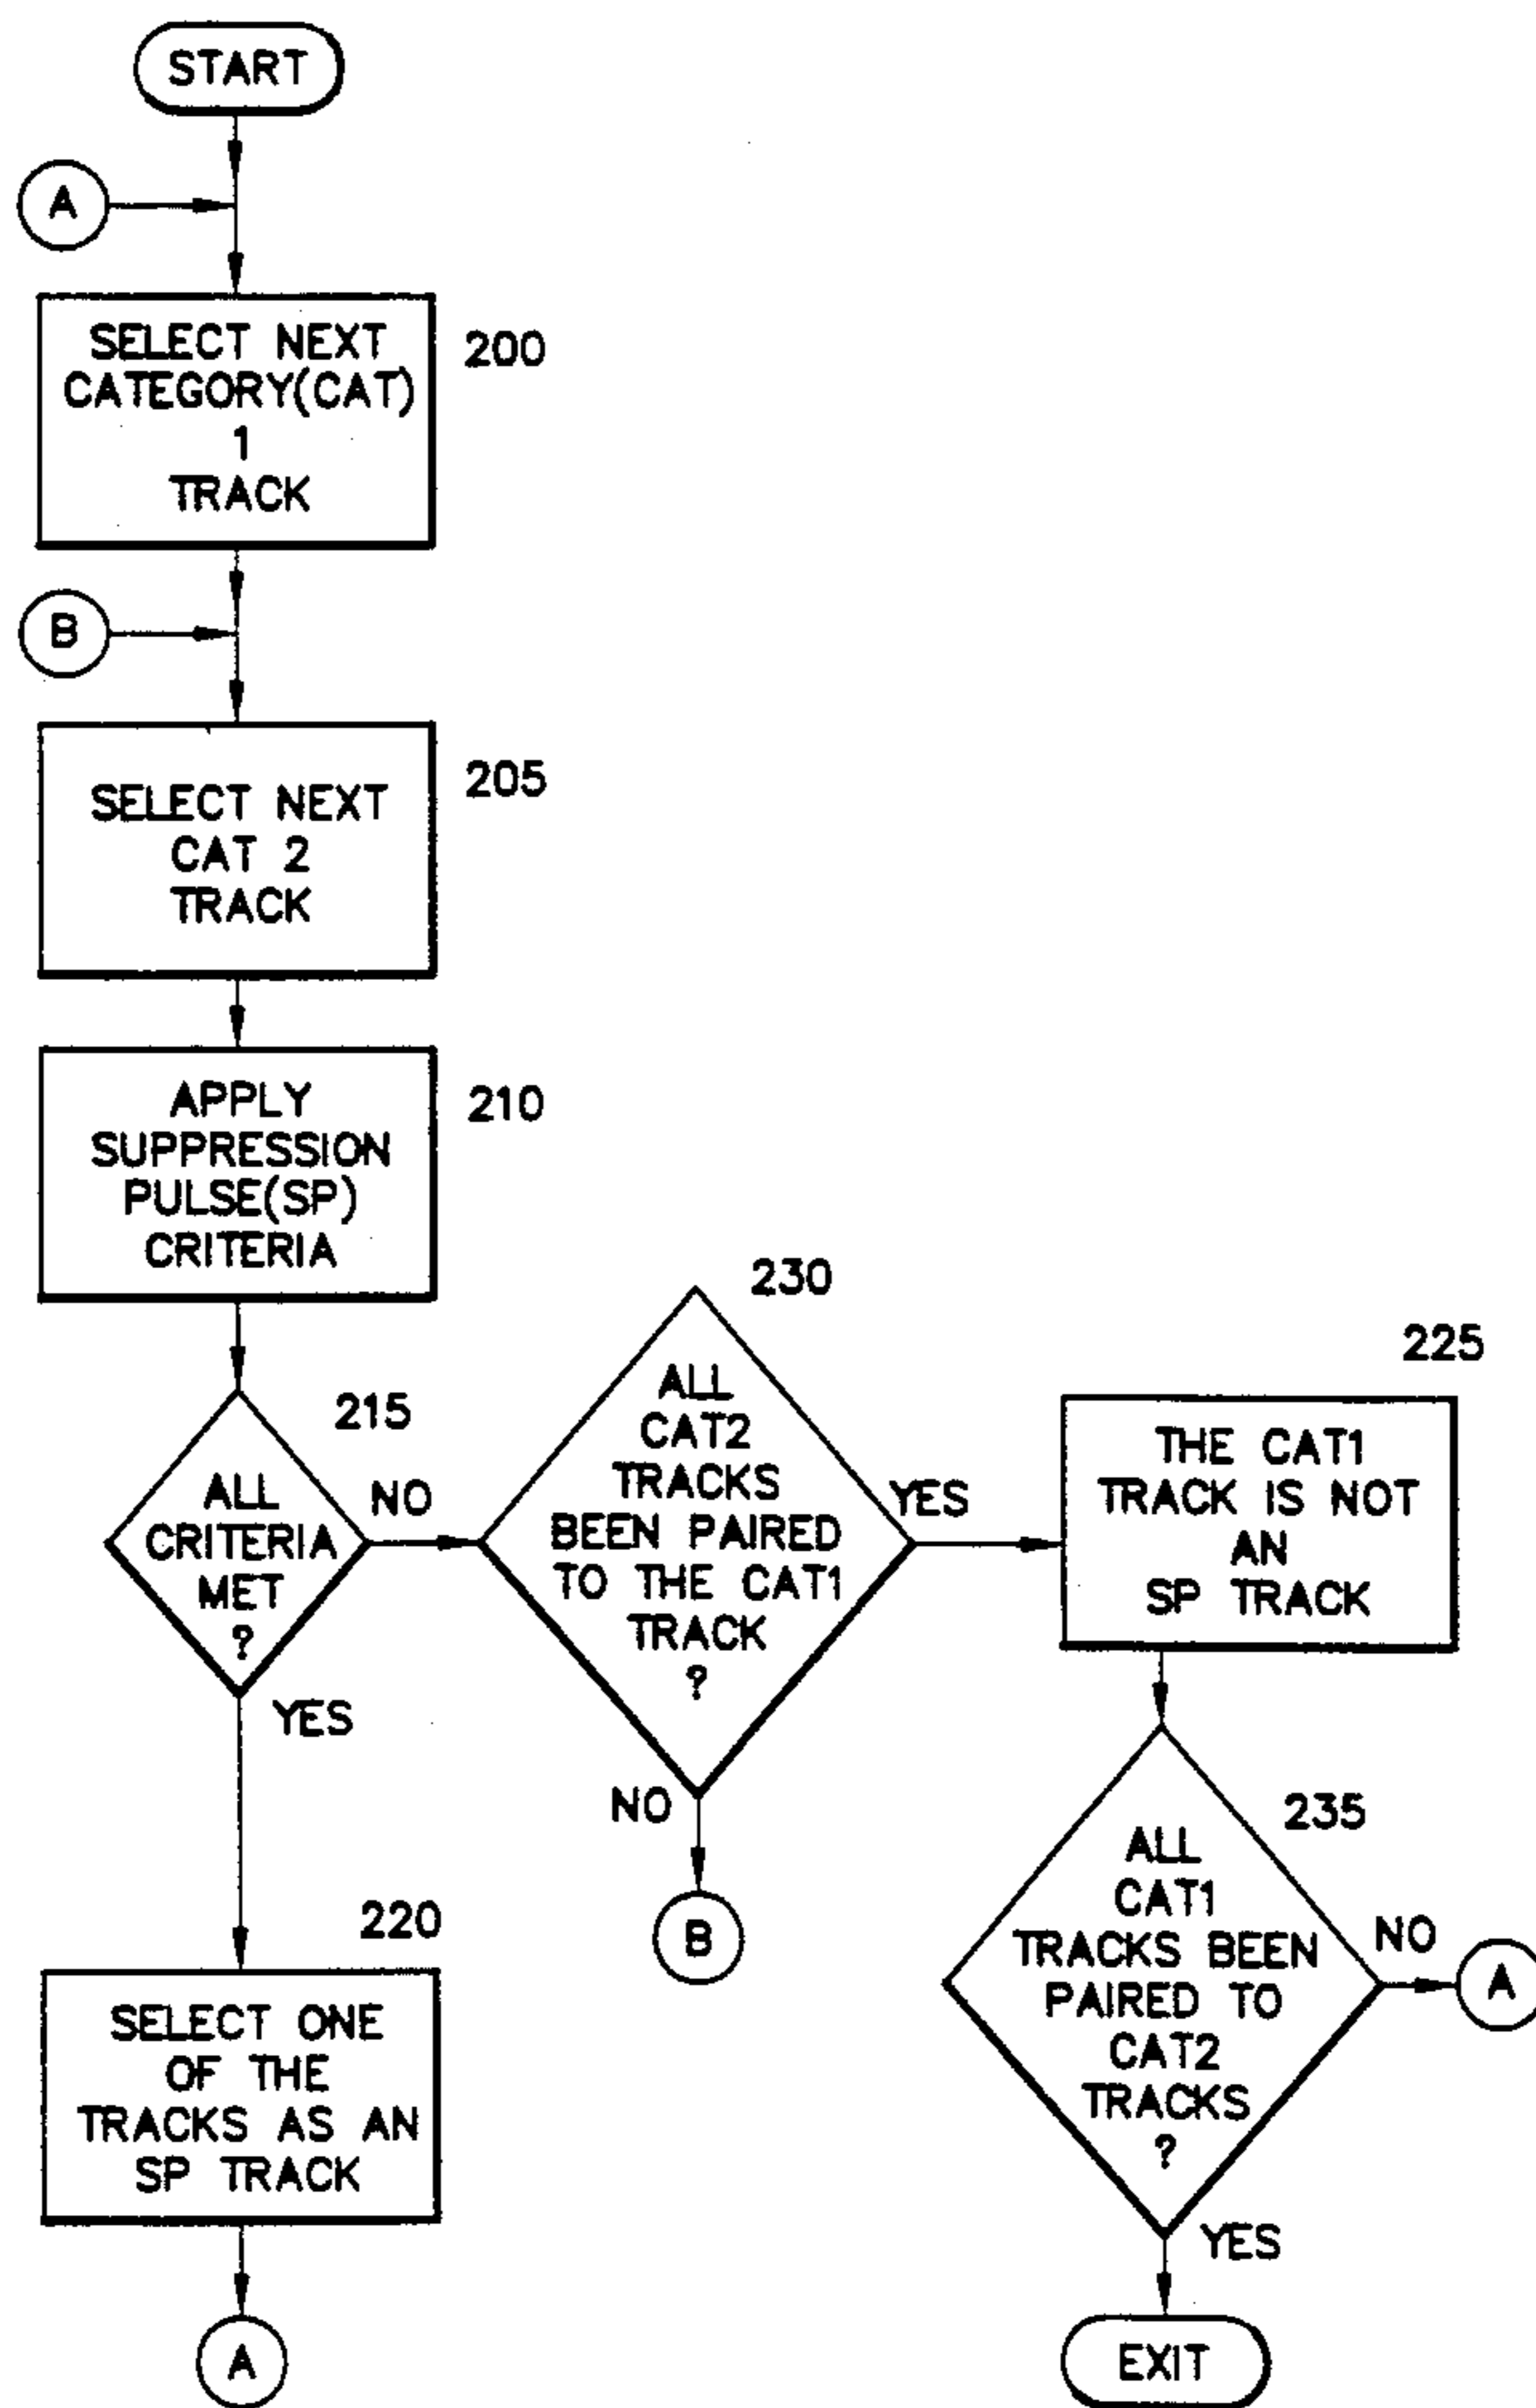 START
A
SELECT NEXT
CATEGORY(CAT)
1
TRACK
200
B
SELECT NEXT
CAT 2
TRACK
205
APPLY
SUPPRESSION
PULSE(SP)
CRITERIA
210
ALL
CRITERIA
MET
?
215
NO
YES
230
ALL
CAT2
TRACKS
BEEN PAIRED
TO THE CAT1
TRACK
?
YES
NO
B
225
THE CAT1
TRACK IS NOT
AN
SP TRACK
235
ALL
CAT1
TRACKS BEEN
PAIRED TO
CAT2
TRACKS
?
NO
A
YES
EXIT
220
SELECT ONE
OF THE
TRACKS AS AN
SP TRACK
A